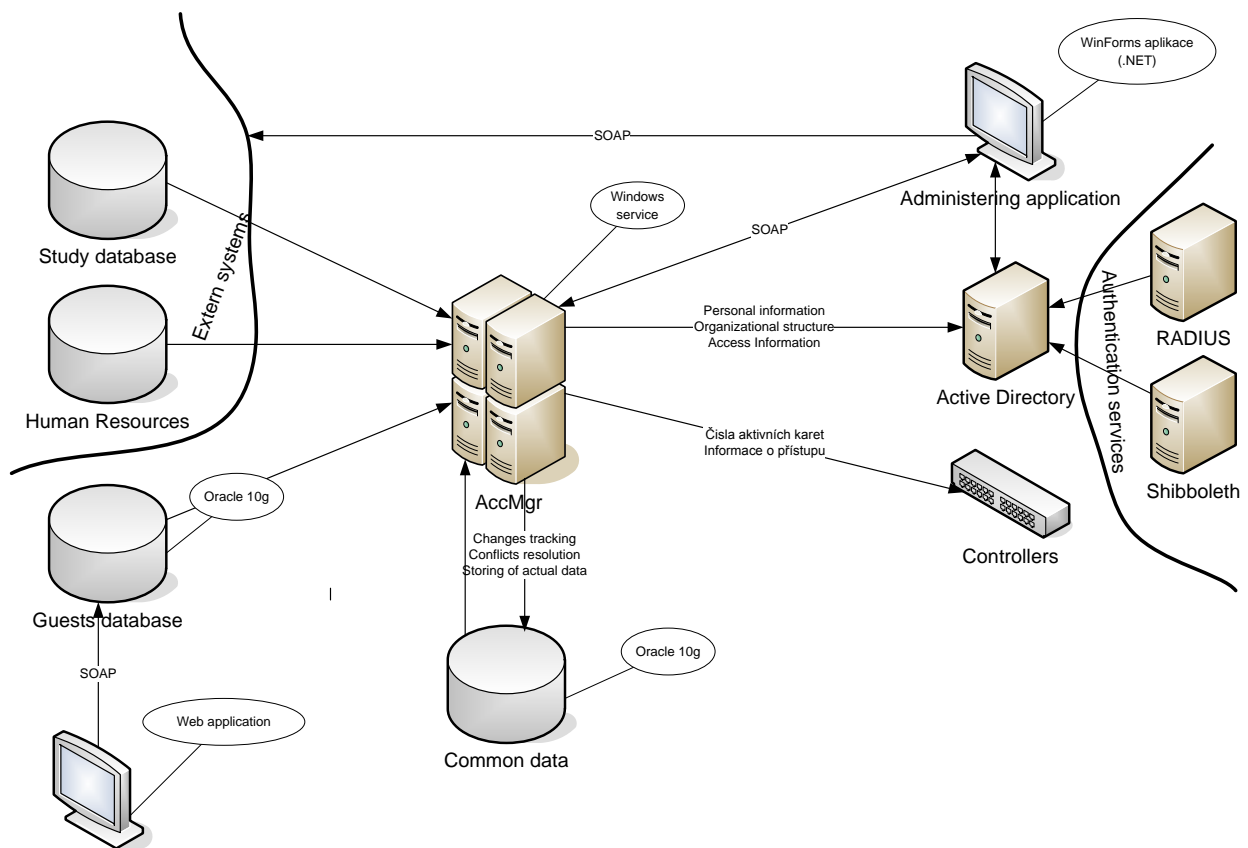 WinForms aplikace
(.NET)
SOAP
Administering application
Windows
service
Study database
SOAP
Extern systems
Personal information
Organizational structure
Access Information
Authentication services
RADIUS
Active Directory
Human Resources
Čisla aktivních karet
Informace o přístupu
Shibboleth
Oracle 10g
AccMgr
Controllers
Changes tracking
Conflicts resolution
Storing of actual data
Guests database
Oracle 10g
SOAP
Web application
Common data